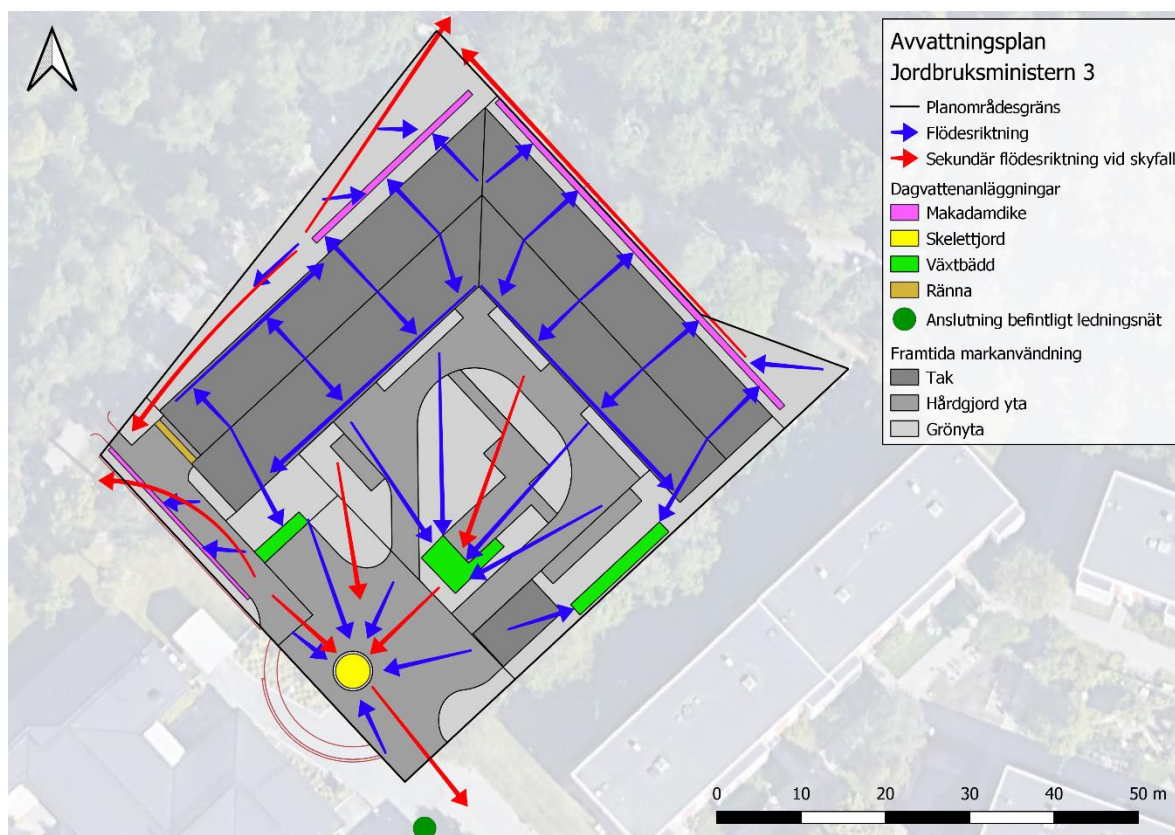 Avvattningsplan
Jordbruksministern 3
Planområdesgräns
Flödesriktning
Sekundär flödesriktning vid skyfall
Dagvattenanläggningar
Makadamdike
Skelettjord
Växtbädd
Ränna
Anslutning befintligt ledningsnät
Framtida markanvändning
Tak
Hårdgjord yta
Grönyta
0 10 20 30 40 50 m